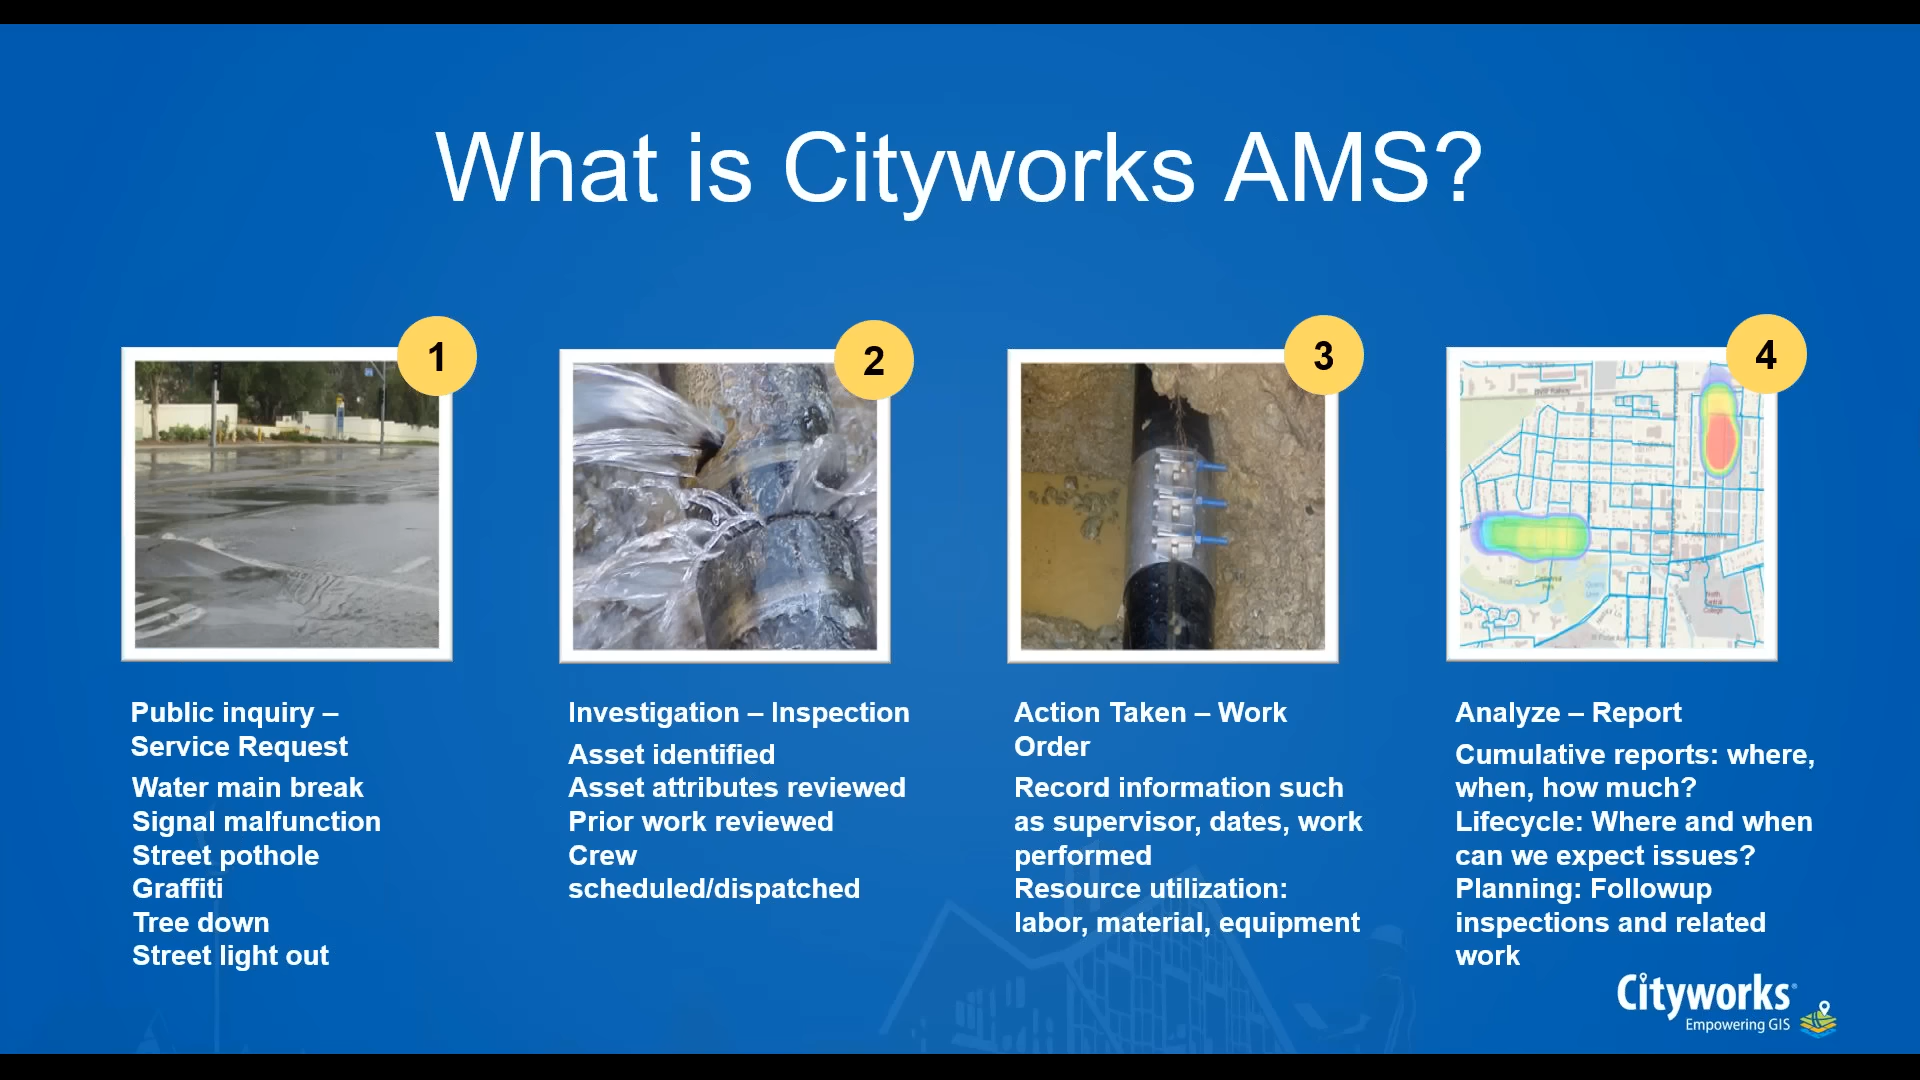 What is Cityworks AMS?
1
Public inquiry –
Service Request
Water main break
Signal malfunction
Street pothole
Graffiti
Tree down
Street light out
2
Investigation – Inspection
Asset identified
Asset attributes reviewed
Prior work reviewed
Crew
scheduled/dispatched
3
Action Taken – Work
Order
Record information such
as supervisor, dates, work
performed
Resource utilization:
labor, material, equipment
4
North
Central
College
Analyze – Report
Cumulative reports: where,
when, how much?
Lifecycle: Where and when
can we expect issues?
Planning: Followup
inspections and related
work
Cityworks®
Empowering GIS